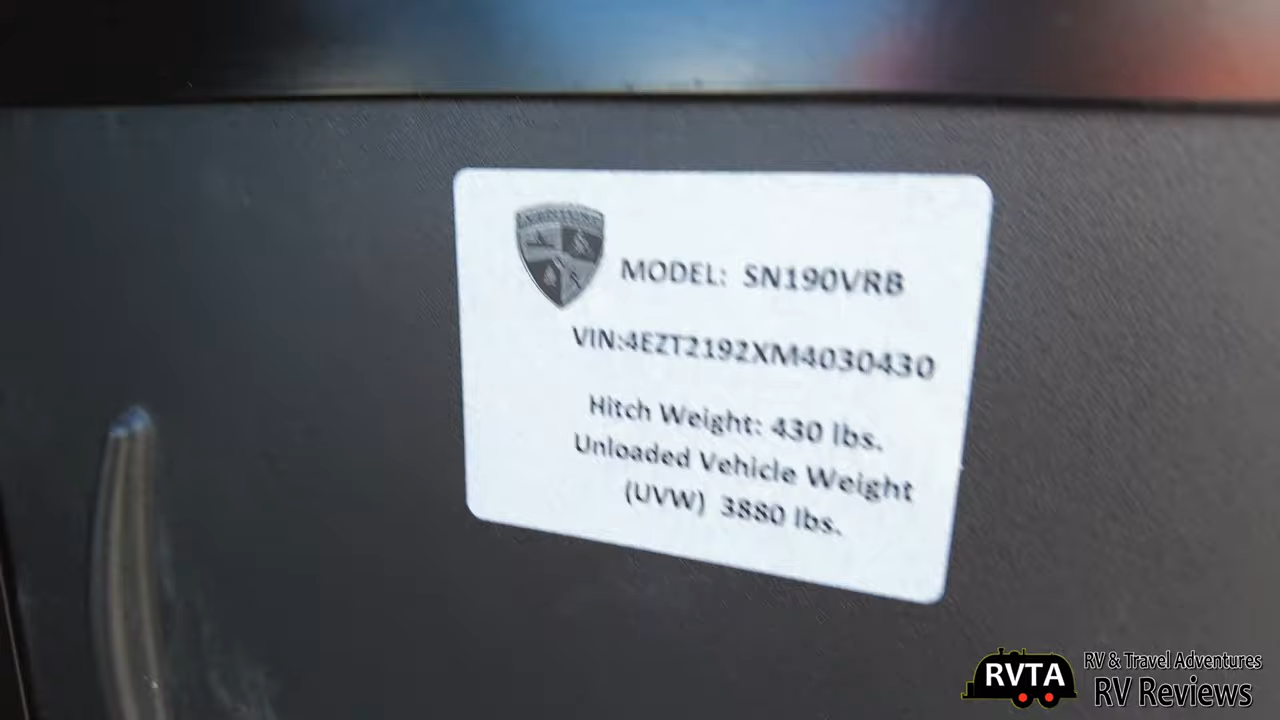 MODEL: SN190VRB
VIN:4EZT2192XM4030430
Hitch Weight: 430 lbs.
Unloaded Vehicle Weight
(UVW) 3880 lbs.
RVTA
RV & Travel Adventures
RV Reviews